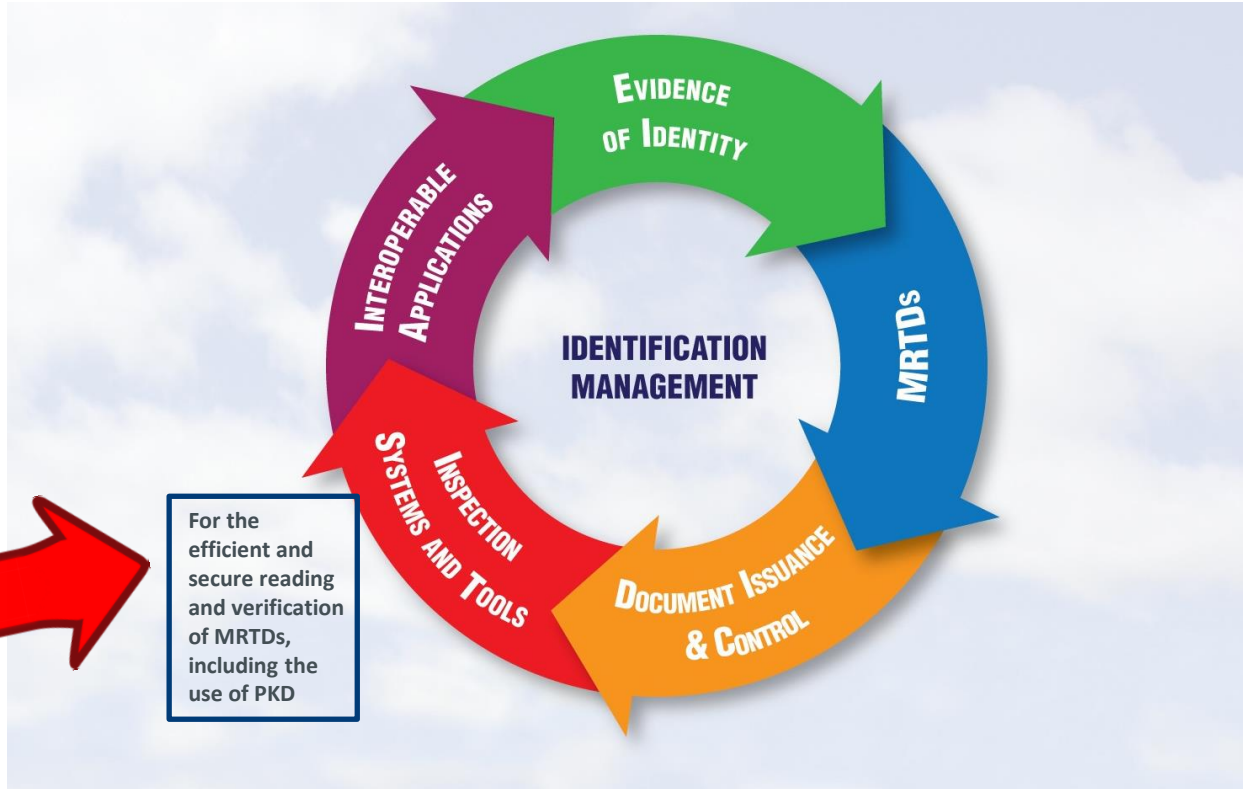 EVIDENCE
OF IDENTITY
MRTDs
DOCUMENT ISSUANCE
& CONTROL
INSPECTION
SYSTEMS AND TOOLS
INTEROPERABLE
APPLICATIONS
IDENTIFICATION
MANAGEMENT
For the
efficient and
secure reading
and verification
of MRTDs,
including the
use of PKD